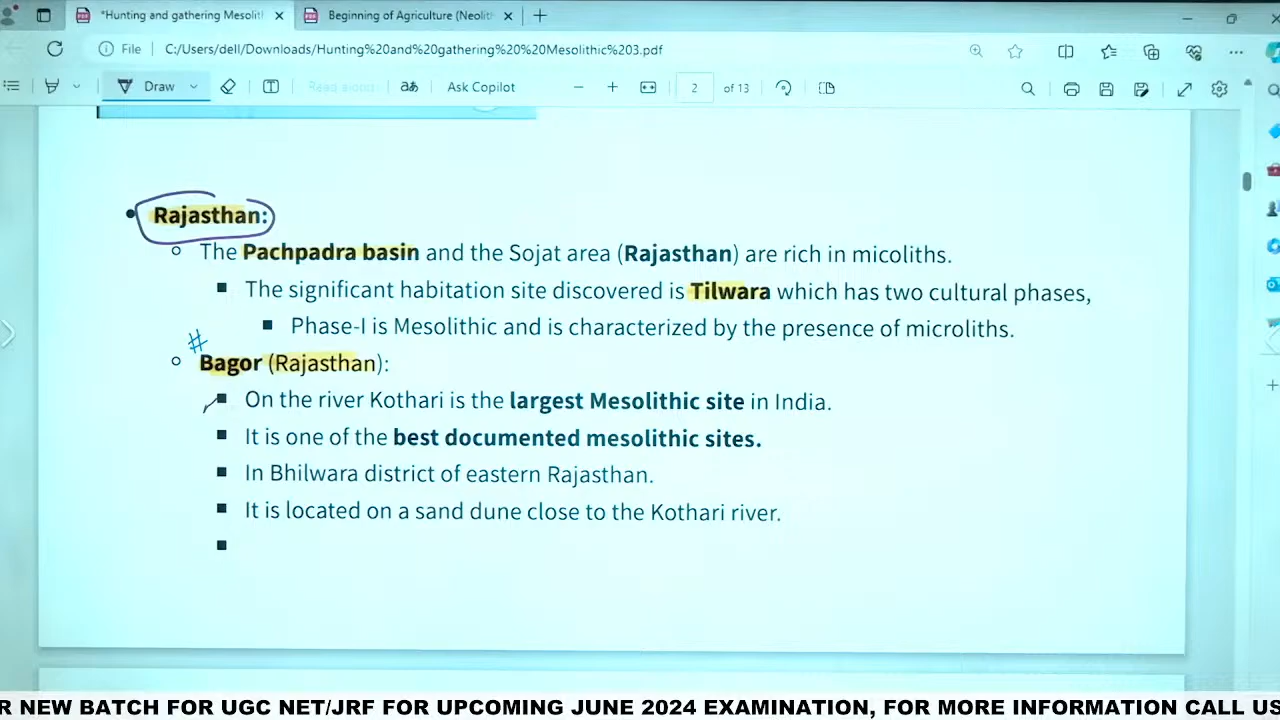 *Hunting and gathering Mesolit
Beginning of Agriculture (Neolit
File
C:/Users/dell/Downloads/Hunting%20and%20gathering%20%20Mesolithic%203.pdf
Draw
Read aloud
aあ
Ask Copilot
2
of 13
Rajasthan:
The Pachpadra basin and the Sojat area (Rajasthan) are rich in micoliths.
The significant habitation site discovered is Tilwara which has two cultural phases,
Phase-I is Mesolithic and is characterized by the presence of microliths.
#
Bagor (Rajasthan):
On the river Kothari is the largest Mesolithic site in India.
It is one of the best documented mesolithic sites.
In Bhilwara district of eastern Rajasthan.
It is located on a sand dune close to the Kothari river.
R NEW BATCH FOR UGC NET/JRF FOR UPCOMING JUNE 2024 EXAMINATION, FOR MORE INFORMATION CALL US